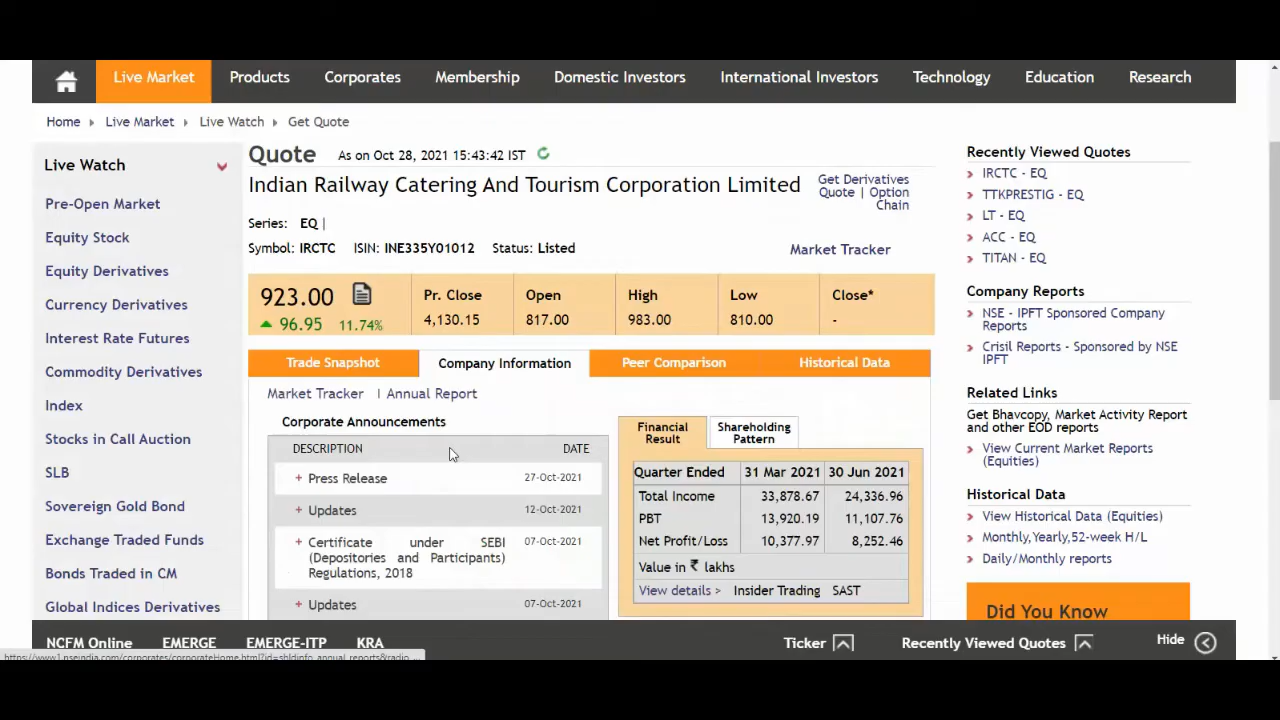 Live Market Products Corporates Membership Domestic Investors International Investors Technology Education Research
Home Live Market Live Watch Get Quote
Live Watch
Pre-Open Market
Equity Stock
Equity Derivatives
Currency Derivatives
Interest Rate Futures
Commodity Derivatives
Index
Stocks in Call Auction
SLB
Sovereign Gold Bond
Exchange Traded Funds
Bonds Traded in CM
Global Indices Derivatives
Quote As on Oct 28, 2021 15:43:42 IST
Indian Railway Catering And Tourism Corporation Limited
Get Derivatives
Quote | Option
Chain
Series: EQ |
Symbol: IRCTC ISIN: INE335Y01012 Status: Listed
Market Tracker
923.00 Pr. Close Open High Low Close*
96.95 11.74% 4,130.15 817.00 983.00 810.00 -
Trade Snapshot Company Information Peer Comparison Historical Data
Market Tracker | Annual Report
Corporate Announcements
DESCRIPTION DATE
+ Press Release 27-Oct-2021
+ Updates 12-Oct-2021
+ Certificate under SEBI 07-Oct-2021
(Depositories and Participants)
Regulations, 2018
+ Updates 07-Oct-2021
Financial
Result
Shareholding
Pattern
Quarter Ended 31 Mar 2021 30 Jun 2021
Total Income 33,878.67 24,336.96
PBT 13,920.19 11,107.76
Net Profit/Loss 10,377.97 8,252.46
Value in ₹ lakhs
View details > Insider Trading SAST
Recently Viewed Quotes
IRCTC - EQ
TTKPRESTIG - EQ
LT - EQ
ACC - EQ
TITAN - EQ
Company Reports
NSE - IPFT Sponsored Company
Reports
Crisil Reports - Sponsored by NSE
IPFT
Related Links
Get Bhavcopy, Market Activity Report
and other EOD reports
View Current Market Reports
(Equities)
Historical Data
View Historical Data (Equities)
Monthly,Yearly,52-week H/L
Daily/Monthly reports
Did You Know
NCFM Online EMERGE EMERGE-ITP KRA Ticker Recently Viewed Quotes Hide